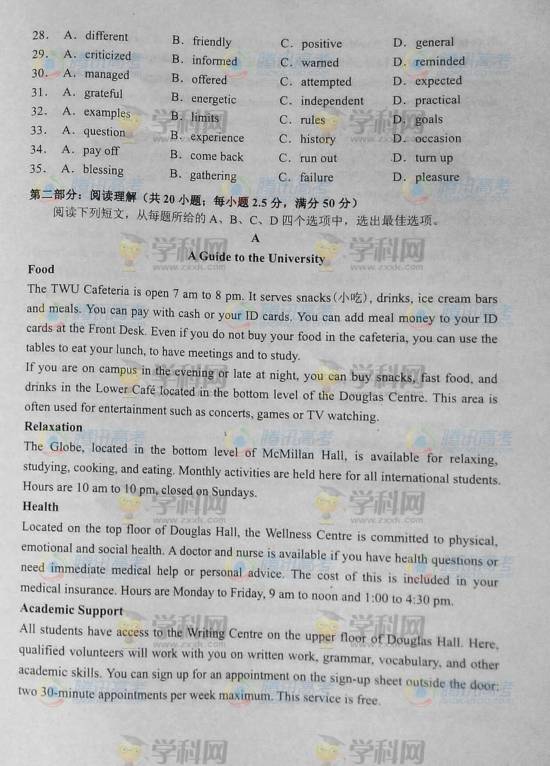 28. A. different B. friendly C. positive D. general
29. A. criticized B. informed C. warned D. reminded
30. A. managed B. offered C. attempted D. expected
31. A. grateful B. energetic C. independent D. practical
32. A. examples B. limits C. rules D. goals
33. A. question B. experience C. history D. occasion
34. A. pay off B. come back C. run out D. turn up
35. A. blessing B. gathering C. failure D. pleasure
第二部分：阅读理解（共 20 小题；每小题 2.5 分，满分 50 分）
阅读下列短文，从每题所给的 A、B、C、D 四个选项中，选出最佳选项。
A
A Guide to the University
Food
The TWU Cafeteria is open 7 am to 8 pm. It serves snacks(小吃), drinks, ice cream bars
and meals. You can pay with cash or your ID cards. You can add meal money to your ID
cards at the Front Desk. Even if you do not buy your food in the cafeteria, you can use the
tables to eat your lunch, to have meetings and to study.
If you are on campus in the evening or late at night, you can buy snacks, fast food, and
drinks in the Lower Café located in the bottom level of the Douglas Centre. This area is
often used for entertainment such as concerts, games or TV watching.
Relaxation
The Globe, located in the bottom level of McMillan Hall, is available for relaxing,
studying, cooking, and eating. Monthly activities are held here for all international students.
Hours are 10 am to 10 pm, closed on Sundays.
Health
Located on the top floor of Douglas Hall, the Wellness Centre is committed to physical,
emotional and social health. A doctor and nurse is available if you have health questions or
need immediate medical help or personal advice. The cost of this is included in your
medical insurance. Hours are Monday to Friday, 9 am to noon and 1:00 to 4:30 pm.
Academic Support
All students have access to the Writing Centre on the upper floor of Douglas Hall. Here,
qualified volunteers will work with you on written work, grammar, vocabulary, and other
academic skills. You can sign up for an appointment on the sign-up sheet outside the door:
two 30-minute appointments per week maximum. This service is free.
学科网
www.zxxk.com
腾讯高考